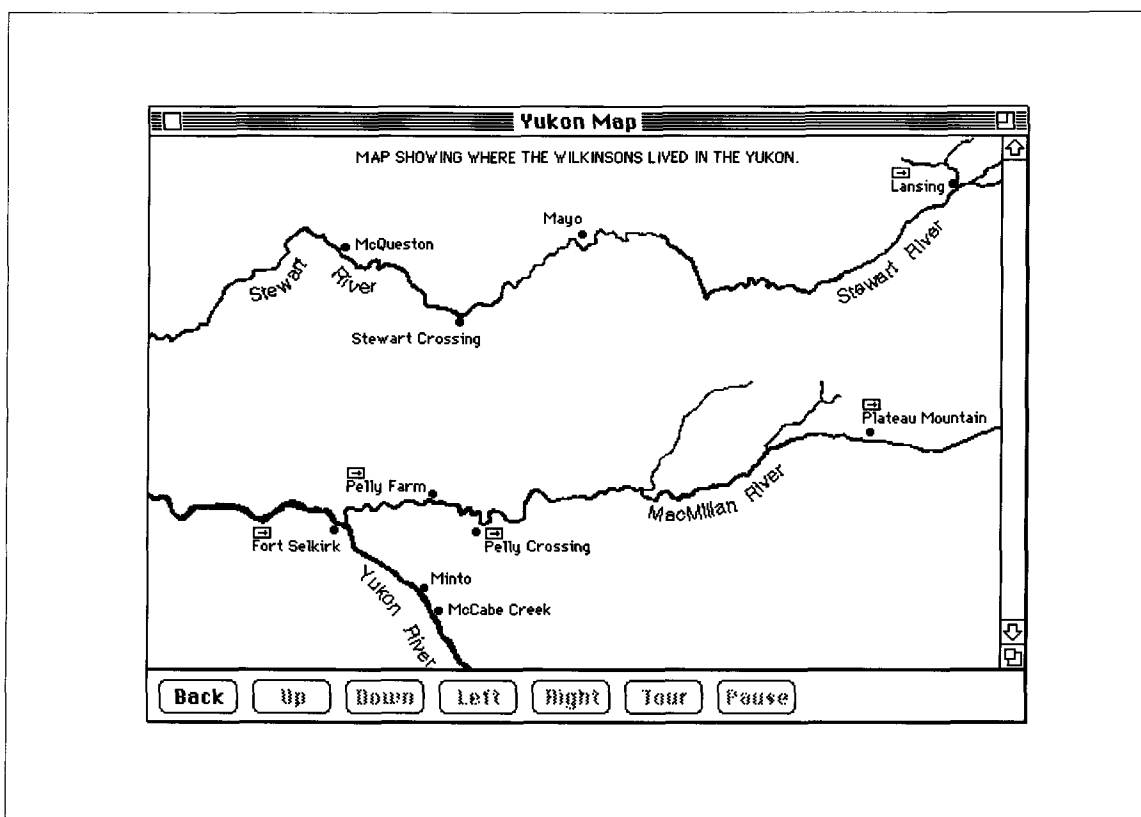 Yukon Map
MAP SHOWING WHERE THE WILKINSONS LIVED IN THE YUKON.
Lansing
Mayo
McQueston
Stewart River
Stewart River
Stewart Crossing
Plateau Mountain
Pelly Farm
MacMillan River
Fort Selkirk
Pelly Crossing
Yukon River
Minto
McCabe Creek
Back Up Down Left Right Tour Pause